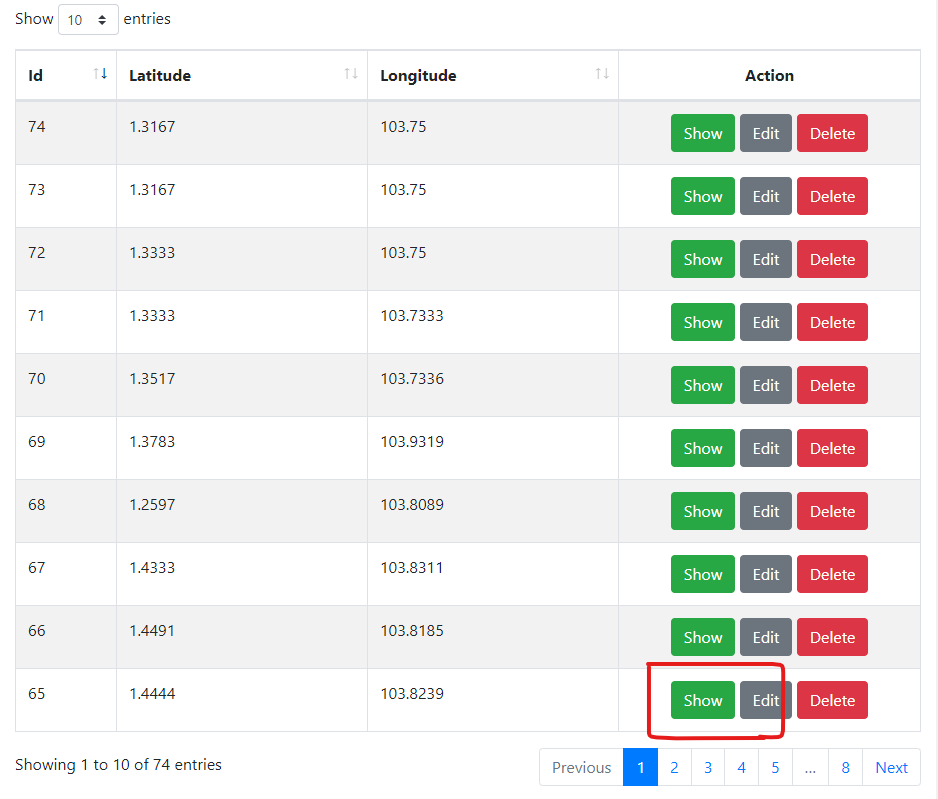 Show 10 entries
Id Latitude Longitude Action
74 1.3167 103.75 Show Edit Delete
73 1.3167 103.75 Show Edit Delete
72 1.3333 103.75 Show Edit Delete
71 1.3333 103.7333 Show Edit Delete
70 1.3517 103.7336 Show Edit Delete
69 1.3783 103.9319 Show Edit Delete
68 1.2597 103.8089 Show Edit Delete
67 1.4333 103.8311 Show Edit Delete
66 1.4491 103.8185 Show Edit Delete
65 1.4444 103.8239 Show Edit Delete
Showing 1 to 10 of 74 entries Previous 1 2 3 4 5 ... 8 Next